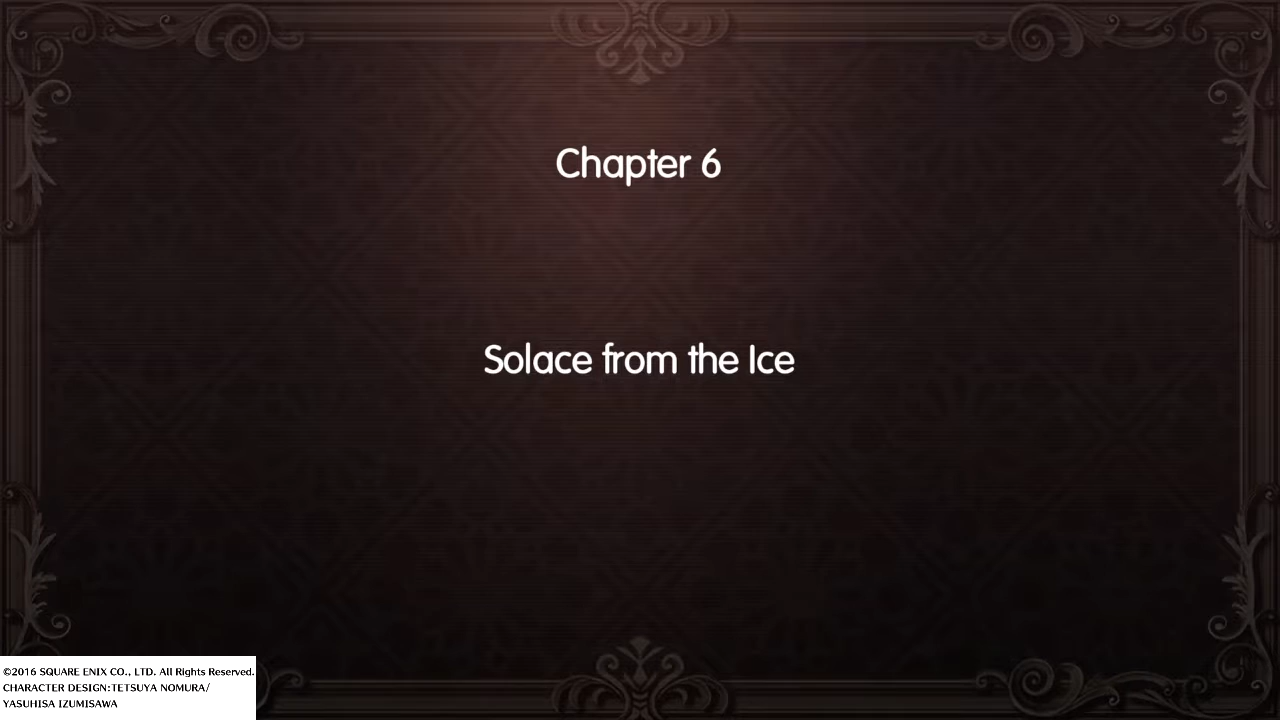 Chapter 6
Solace from the Ice
©2016 SQUARE ENIX CO., LTD. All Rights Reserved.
CHARACTER DESIGN:TETSUYA NOMURA/
YASUHISA IZUMISAWA